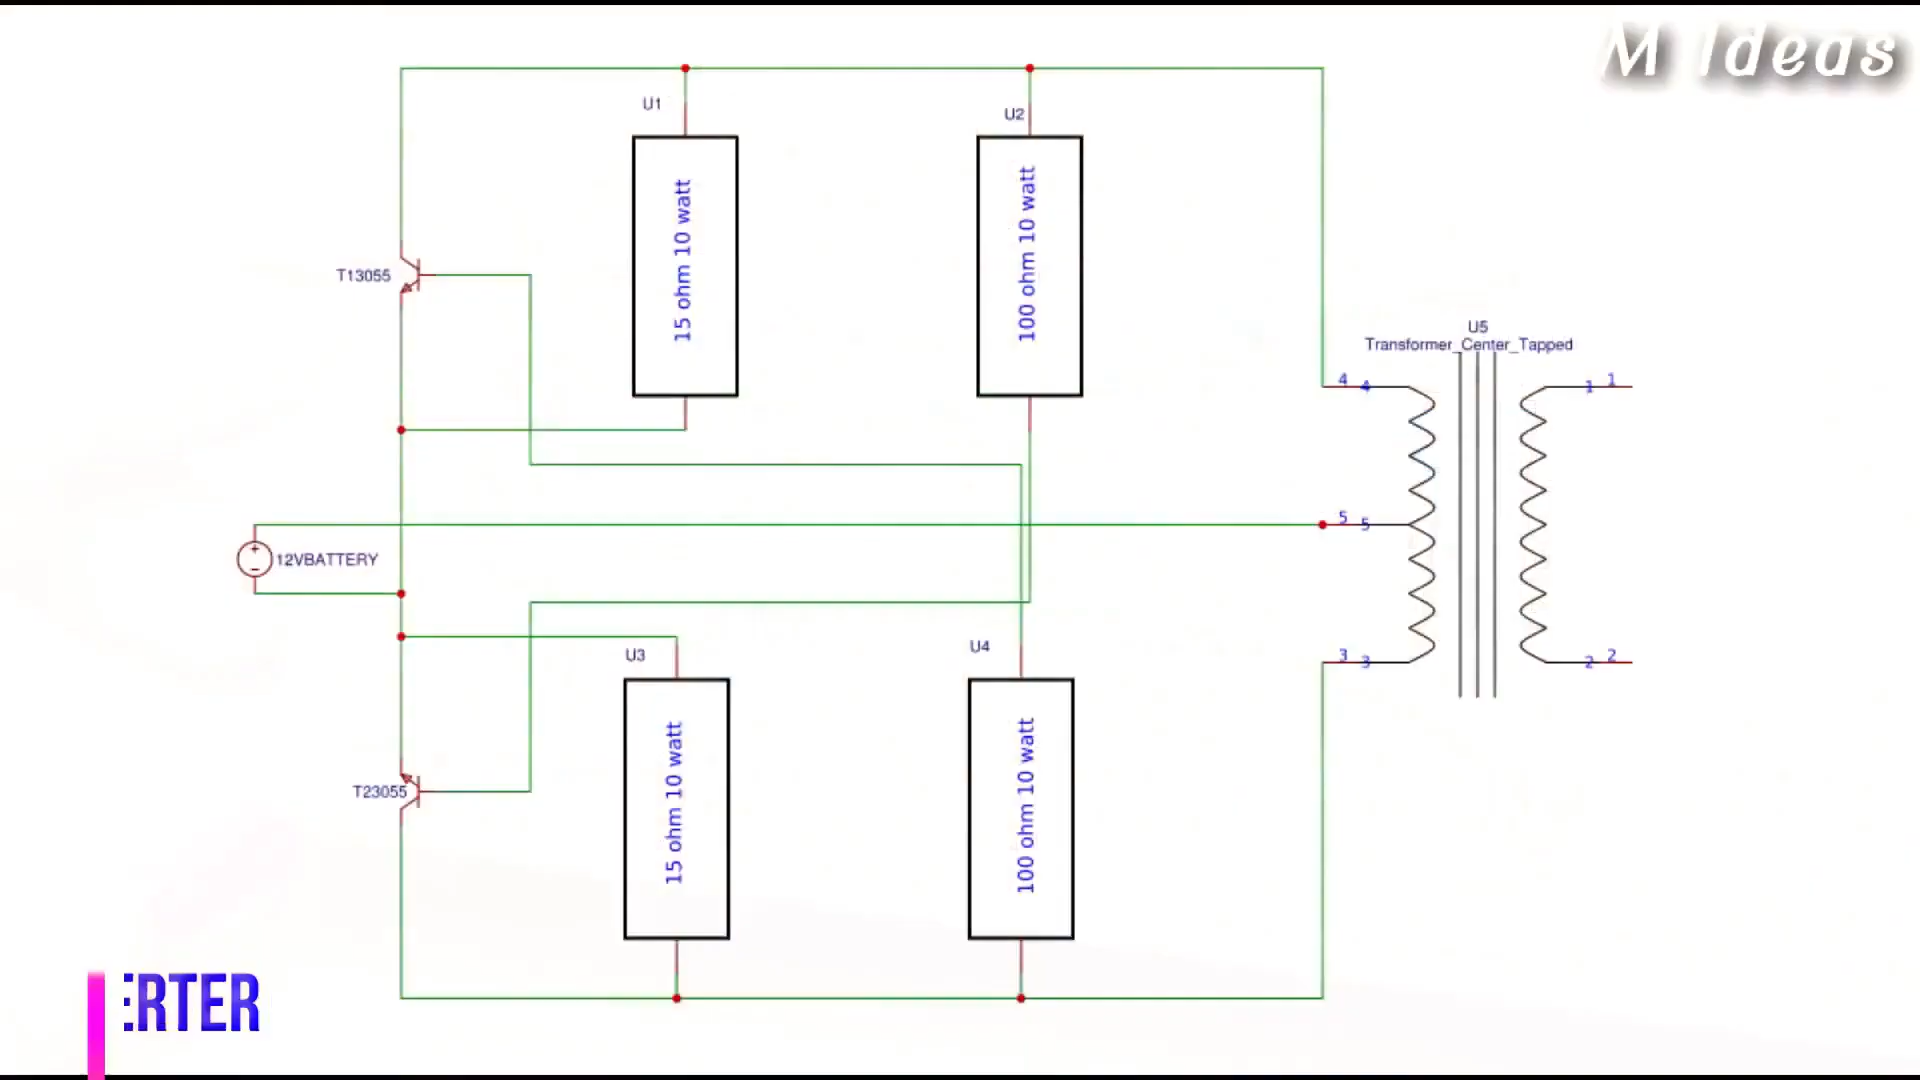 M Ideas
U1
U2
15 ohm 10 watt
100 ohm 10 watt
T13055
U5
Transformer_Center_Tapped
4 4
1 1
5 5
12VBATTERY
U3
U4
3 3
2 2
T23055
15 ohm 10 watt
100 ohm 10 watt
ERTER